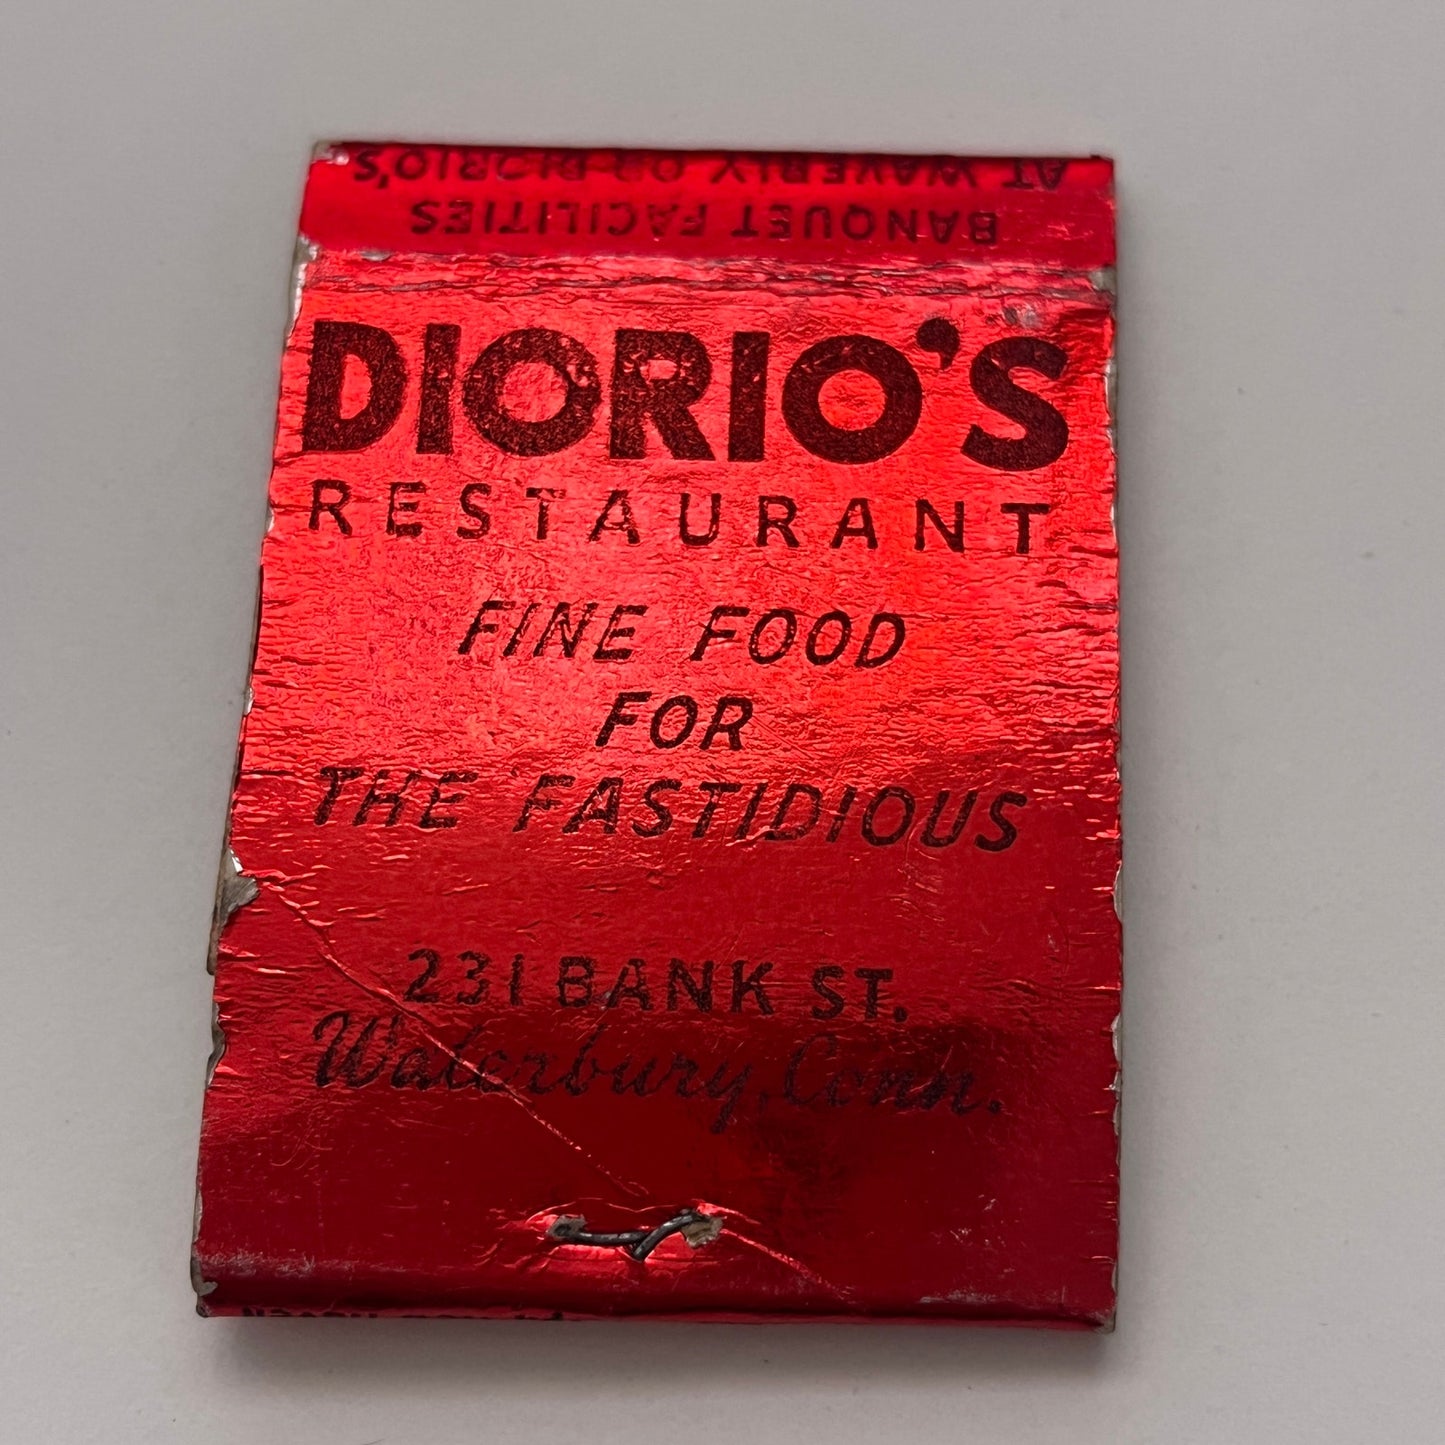 BANQUET FACILITIES
AT WAVERLY OR DIORIO'S
DIORIO'S
RESTAURANT
FINE FOOD
FOR
THE FASTIDIOUS
231 BANK ST.
Waterbury, Conn.